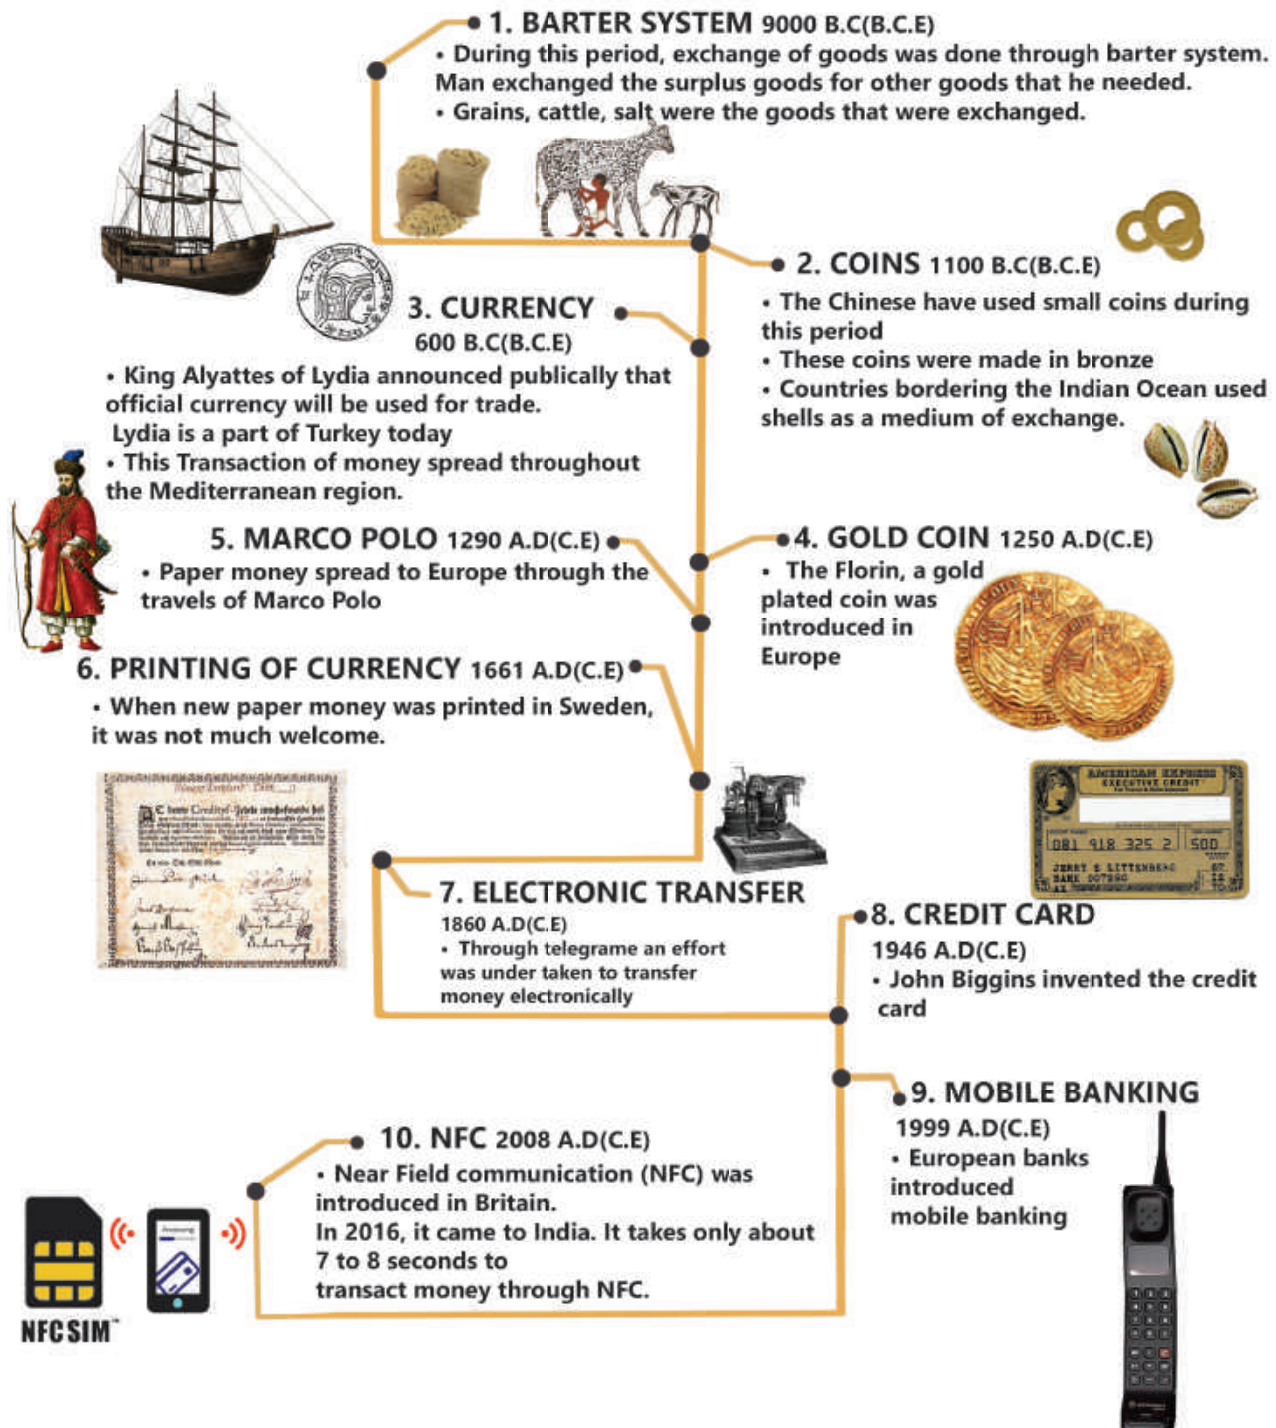 1. BARTER SYSTEM 9000 B.C(B.C.E)
• During this period, exchange of goods was done through barter system.
Man exchanged the surplus goods for other goods that he needed.
• Grains, cattle, salt were the goods that were exchanged.
2. COINS 1100 B.C(B.C.E)
• The Chinese have used small coins during
this period
• These coins were made in bronze
• Countries bordering the Indian Ocean used
shells as a medium of exchange.
3. CURRENCY
600 B.C(B.C.E)
• King Alyattes of Lydia announced publically that
official currency will be used for trade.
Lydia is a part of Turkey today
• This Transaction of money spread throughout
the Mediterranean region.
4. GOLD COIN 1250 A.D(C.E)
• The Florin, a gold
plated coin was
introduced in
Europe
5. MARCO POLO 1290 A.D(C.E)
• Paper money spread to Europe through the
travels of Marco Polo
6. PRINTING OF CURRENCY 1661 A.D(C.E)
• When new paper money was printed in Sweden,
it was not much welcome.
AMERICAN EXPRESS
EXECUTIVE CREDIT
081 918 325 2 500
JERRY S LITTENBERG
BANK
7. ELECTRONIC TRANSFER
1860 A.D(C.E)
• Through telegrame an effort
was under taken to transfer
money electronically
8. CREDIT CARD
1946 A.D(C.E)
• John Biggins invented the credit
card
9. MOBILE BANKING
1999 A.D(C.E)
• European banks
introduced
mobile banking
10. NFC 2008 A.D(C.E)
• Near Field communication (NFC) was
introduced in Britain.
In 2016, it came to India. It takes only about
7 to 8 seconds to
transact money through NFC.
NFC SIM™